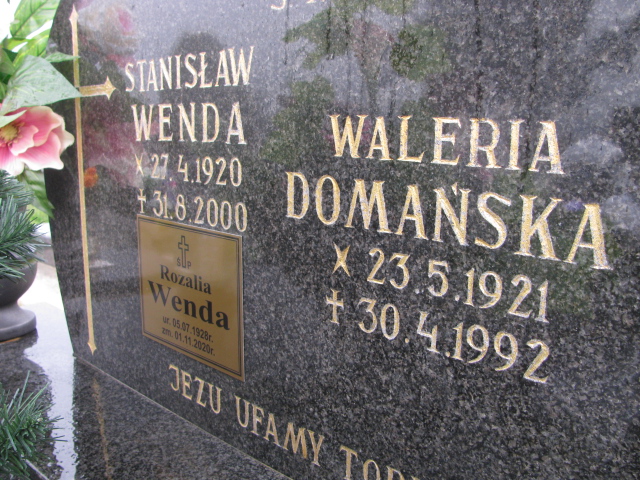 STANISŁAW
WENDA
× 27.4.1920
+ 31.8.2000
Rozalia
Wenda
ur. 05.07.1928r.
zm. 01.11.2020r.
WALERIA
DOMAŃSKA
× 23.5.1921
+ 30.4.1992
JEZU UFAMY